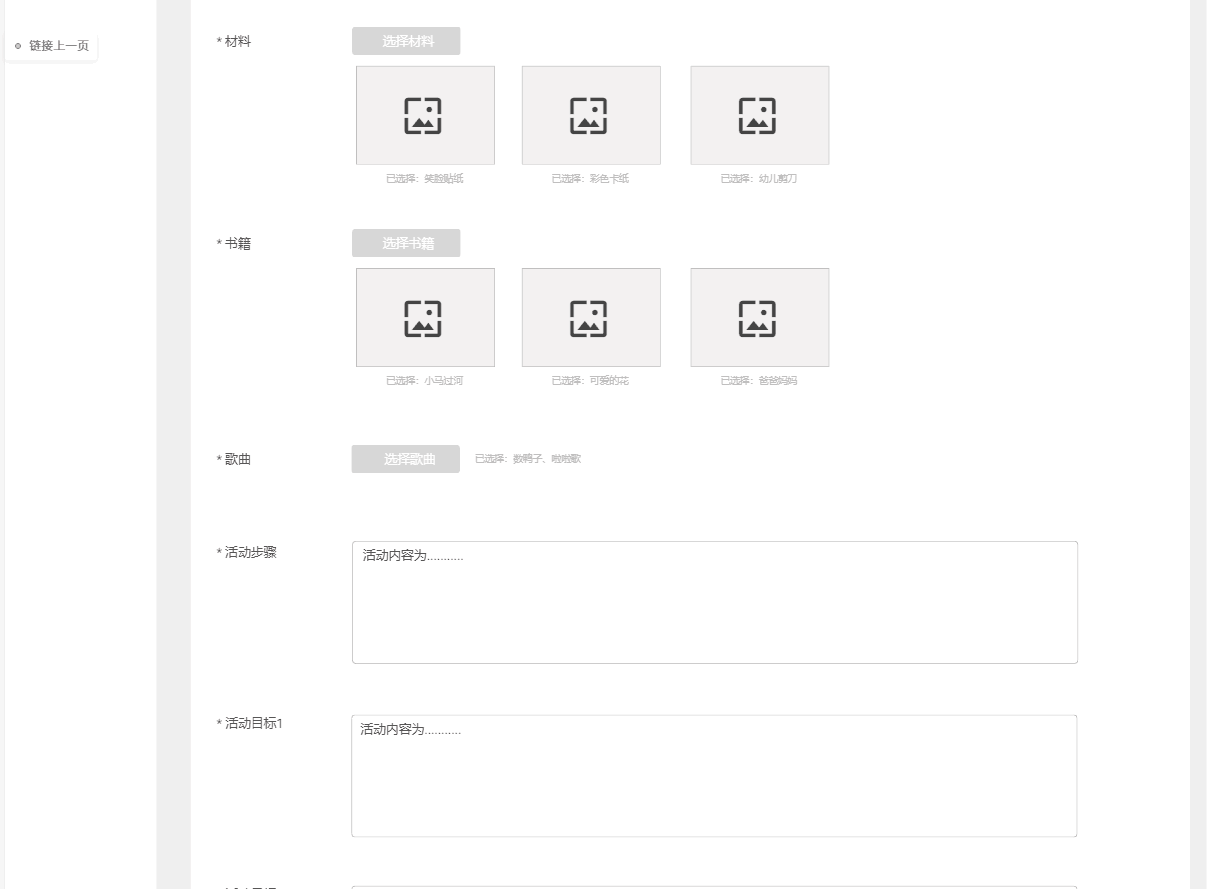 链接上一页
* 材料
选择材料
已选择：笑脸贴纸
已选择：彩色卡纸
已选择：幼儿剪刀
* 书籍
选择书籍
已选择：小马过河
已选择：可爱的花
已选择：爸爸妈妈
* 歌曲
选择歌曲
已选择：数鸭子、啦啦歌
* 活动步骤
活动内容为...........
* 活动目标1
活动内容为...........